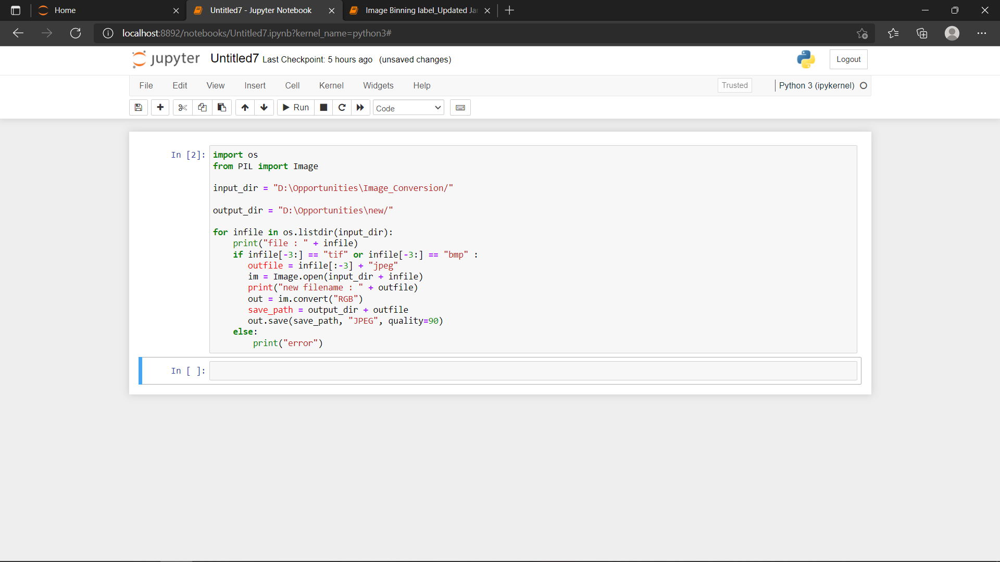 Home
Untitled7 - Jupyter Notebook
Image Binning label_Updated Ja
localhost:8892/notebooks/Untitled7.ipynb?kernel_name=python3#
jupyter Untitled7 Last Checkpoint: 5 hours ago (unsaved changes)
Logout
File Edit View Insert Cell Kernel Widgets Help
Trusted
Python 3 (ipykernel)
Run
Code
In [2]:
import os
from PIL import Image
input_dir = "D:\Opportunities\Image_Conversion/"
output_dir = "D:\Opportunities\new/"
for infile in os.listdir(input_dir):
    print("file : " + infile)
    if infile[-3:] == "tif" or infile[-3:] == "bmp" :
       outfile = infile[:-3] + "jpeg"
       im = Image.open(input_dir + infile)
       print("new filename : " + outfile)
       out = im.convert("RGB")
       save_path = output_dir + outfile
       out.save(save_path, "JPEG", quality=90)
    else:
        print("error")
In [ ]: